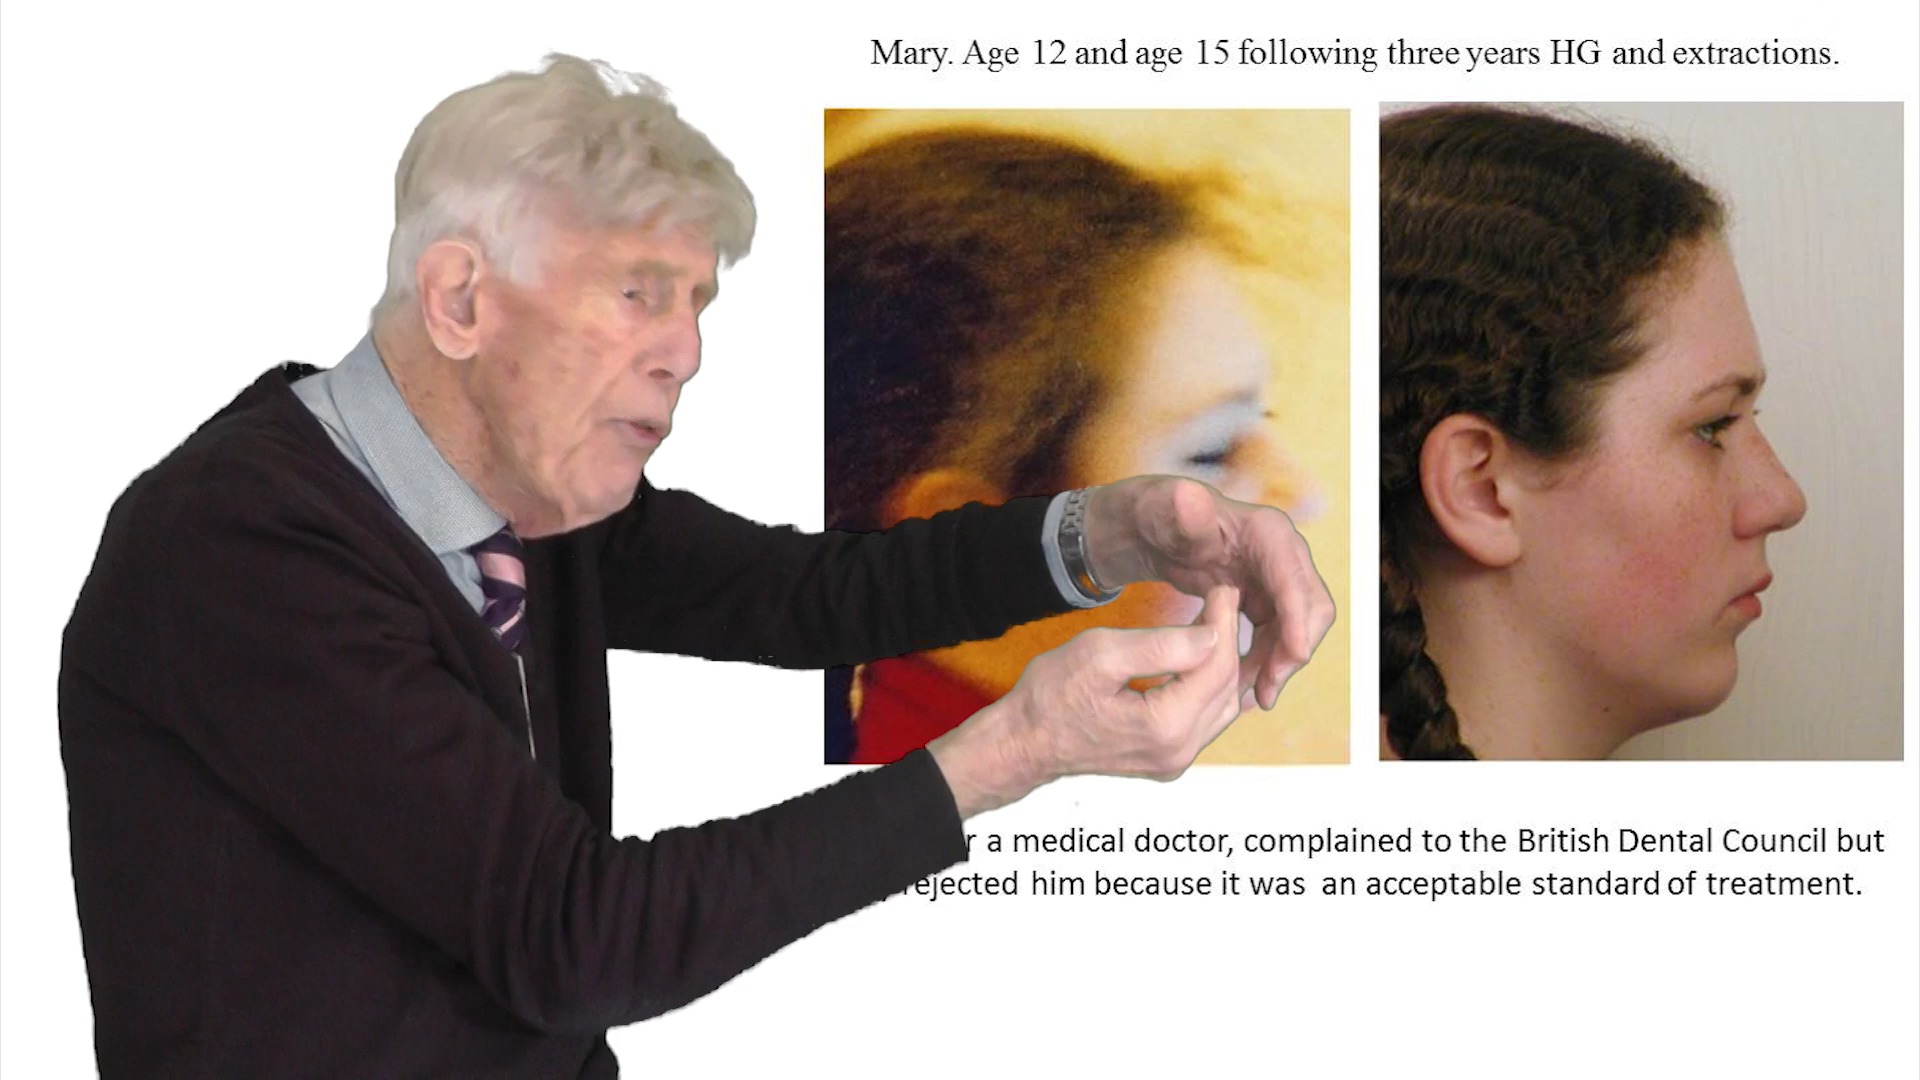 Mary. Age 12 and age 15 following three years HG and extractions.
a medical doctor, complained to the British Dental Council but
rejected him because it was an acceptable standard of treatment.